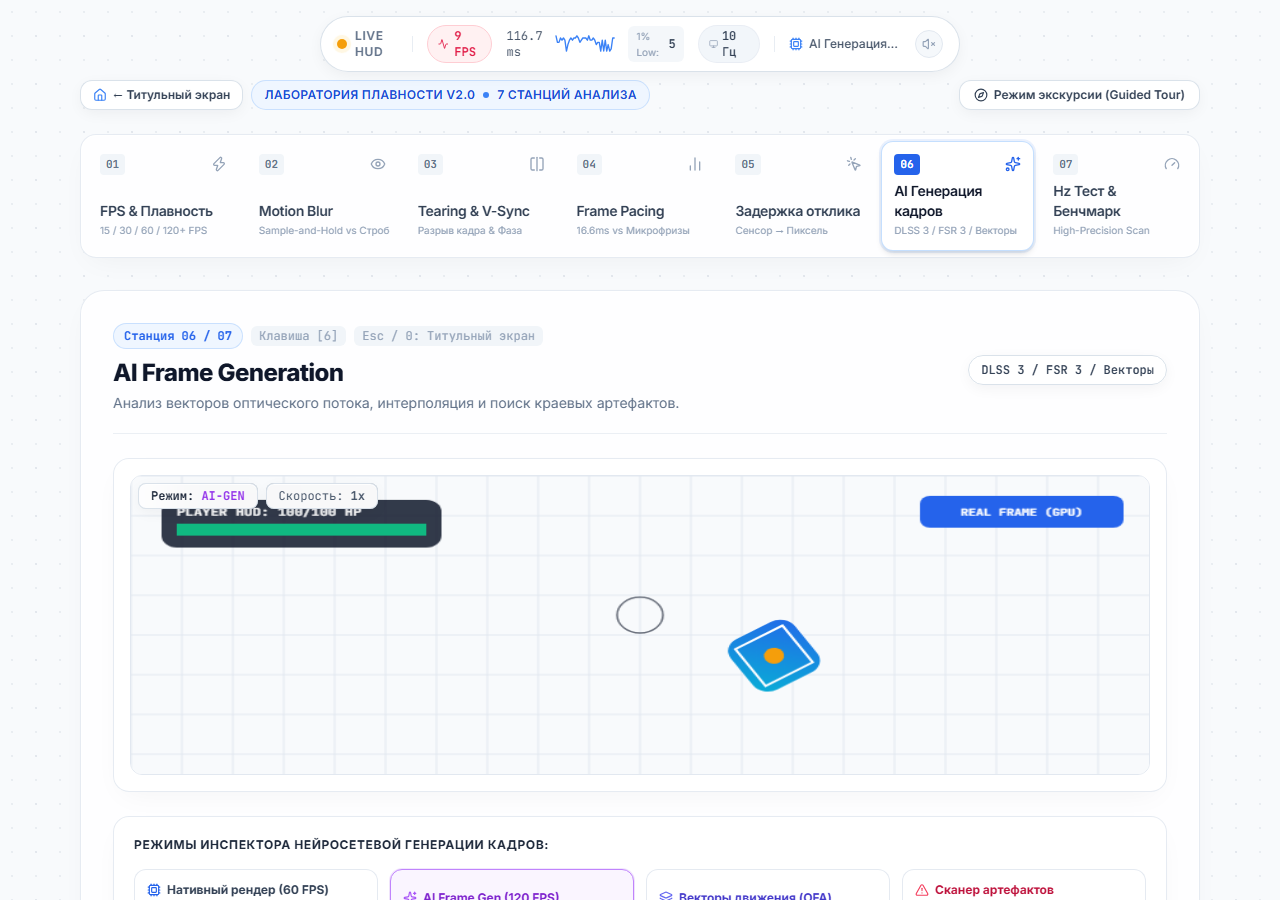 LIVE HUD
9 FPS
116.7 ms
1% Low: 5
10 Гц
AI Генерация...
← Титульный экран
ЛАБОРАТОРИЯ ПЛАВНОСТИ V2.0 • 7 СТАНЦИЙ АНАЛИЗА
Режим экскурсии (Guided Tour)
01
FPS & Плавность
15 / 30 / 60 / 120+ FPS
02
Motion Blur
Sample-and-Hold vs Строб
03
Tearing & V-Sync
Разрыв кадра & Фаза
04
Frame Pacing
16.6ms vs Микрофризы
05
Задержка отклика
Сенсор → Пиксель
06
AI Генерация
кадров
DLSS 3 / FSR 3 / Векторы
07
Hz Тест &
Бенчмарк
High-Precision Scan
Станция 06 / 07
Клавиша [6]
Esc / 0: Титульный экран
AI Frame Generation
DLSS 3 / FSR 3 / Векторы
Анализ векторов оптического потока, интерполяция и поиск краевых артефактов.
Режим: AI-GEN
Скорость: 1x
PLAYER HUD: 100/100 HP
REAL FRAME (GPU)
РЕЖИМЫ ИНСПЕКТОРА НЕЙРОСЕТЕВОЙ ГЕНЕРАЦИИ КАДРОВ:
Нативный рендер (60 FPS)
AI Frame Gen (120 FPS)
Векторы движения (OFA)
Сканер артефактов